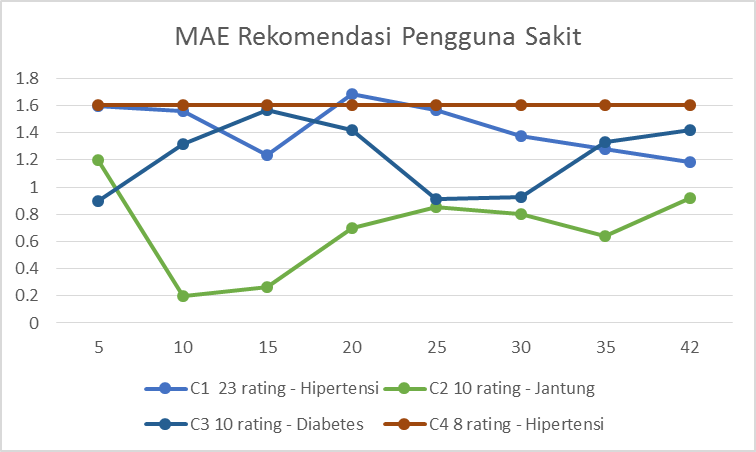 MAE Rekomendasi Pengguna Sakit
1.8
1.6
1.4
1.2
1
0.8
0.6
0.4
0.2
0
5 10 15 20 25 30 35 42
C1  23 rating - Hipertensi C2 10 rating - Jantung
C3 10 rating - Diabetes C4 8 rating - Hipertensi